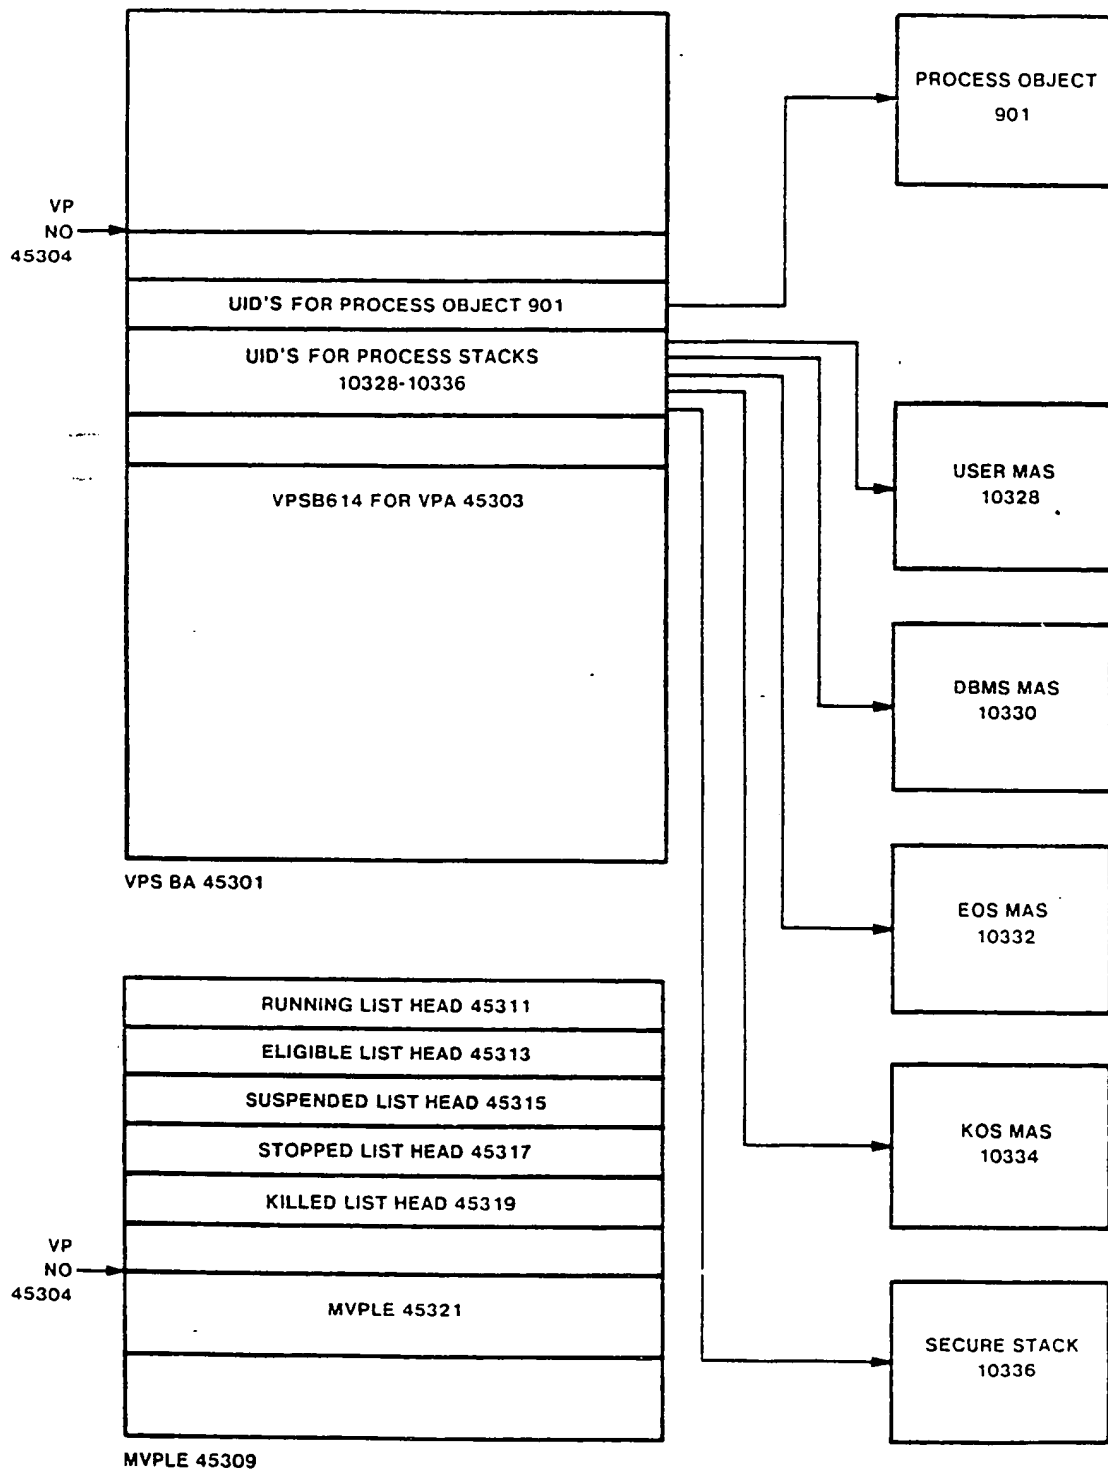 PROCESS OBJECT
901
VP
NO
45304
UID'S FOR PROCESS OBJECT 901
UID'S FOR PROCESS STACKS
10328-10336
VPSB614 FOR VPA 45303
USER MAS
10328
DBMS MAS
10330
EOS MAS
10332
KOS MAS
10334
SECURE STACK
10336
VPS BA 45301
RUNNING LIST HEAD 45311
ELIGIBLE LIST HEAD 45313
SUSPENDED LIST HEAD 45315
STOPPED LIST HEAD 45317
KILLED LIST HEAD 45319
VP
NO
45304
MVPLE 45321
MVPLE 45309